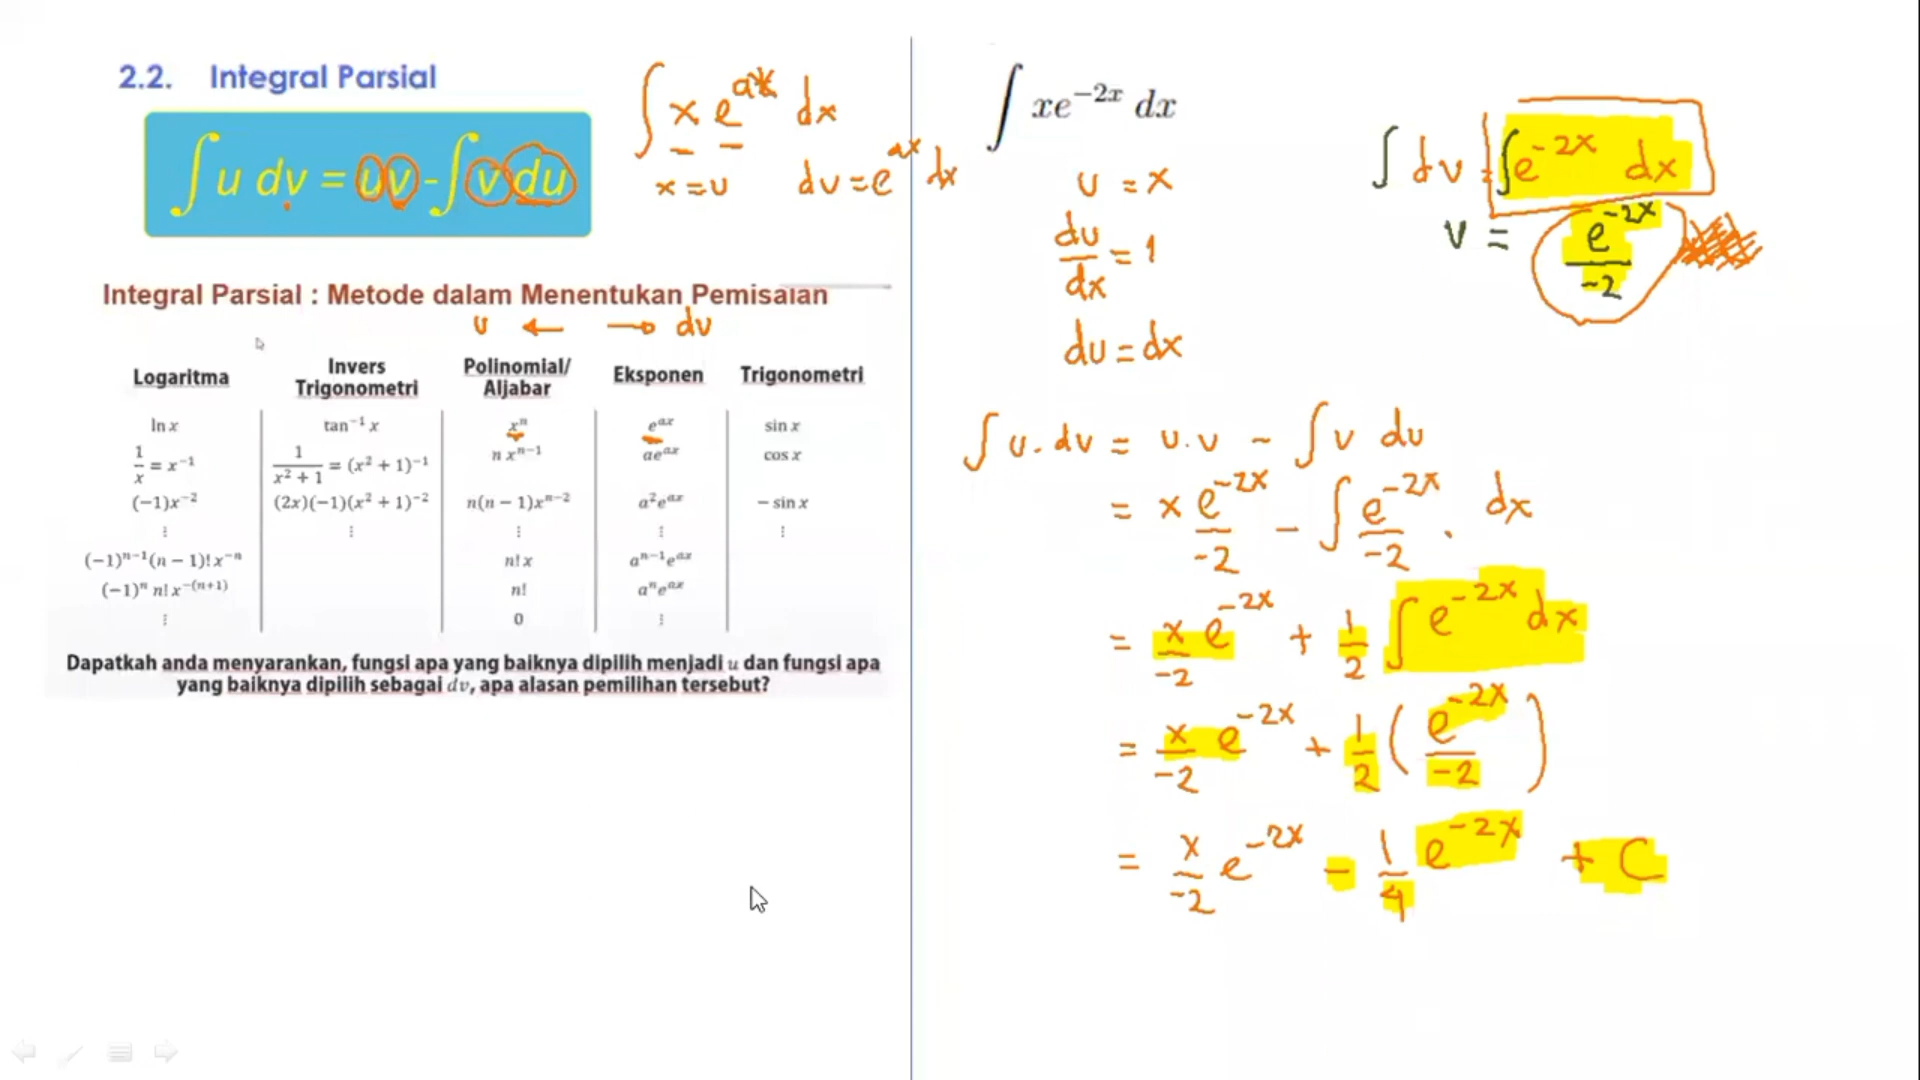 2.2. Integral Parsial
∫ u dv = uv - ∫ v du
∫ x e^{ax} dx
x = u dv = e^{ax} dx
Integral Parsial : Metode dalam Menentukan Pemisalan
u ← → dv
Logaritma Invers Trigonometri Polinomial/ Aljabar Eksponen Trigonometri
ln x tan⁻¹ x xⁿ e^{ax} sin x
1/x = x⁻¹ 1/(x² + 1) = (x² + 1)⁻¹ n xⁿ⁻¹ ae^{ax} cos x
(−1)x⁻² (2x)(−1)(x² + 1)⁻² n(n − 1)xⁿ⁻² a²e^{ax} − sin x
⋮ ⋮ ⋮ ⋮ ⋮
(−1)ⁿ⁻¹(n − 1)! x⁻ⁿ n! x aⁿ⁻¹e^{ax}
(−1)ⁿ n! x^{−(n+1)} n! aⁿe^{ax}
⋮ 0 ⋮
Dapatkah anda menyarankan, fungsi apa yang baiknya dipilih menjadi u dan fungsi apa
yang baiknya dipilih sebagai dv, apa alasan pemilihan tersebut?
∫ xe^{−2x} dx
u = x
du/dx = 1
du = dx
∫ dv = ∫ e^{-2x} dx
v = e^{-2x}/-2
∫ u . dv = u.v - ∫ v du
= x e^{-2x}/-2 - ∫ e^{-2x}/-2 . dx
= x/-2 e^{-2x} + 1/2 ∫ e^{-2x} dx
= x/-2 e^{-2x} + 1/2 ( e^{-2x}/-2 )
= x/-2 e^{-2x} - 1/4 e^{-2x} + C